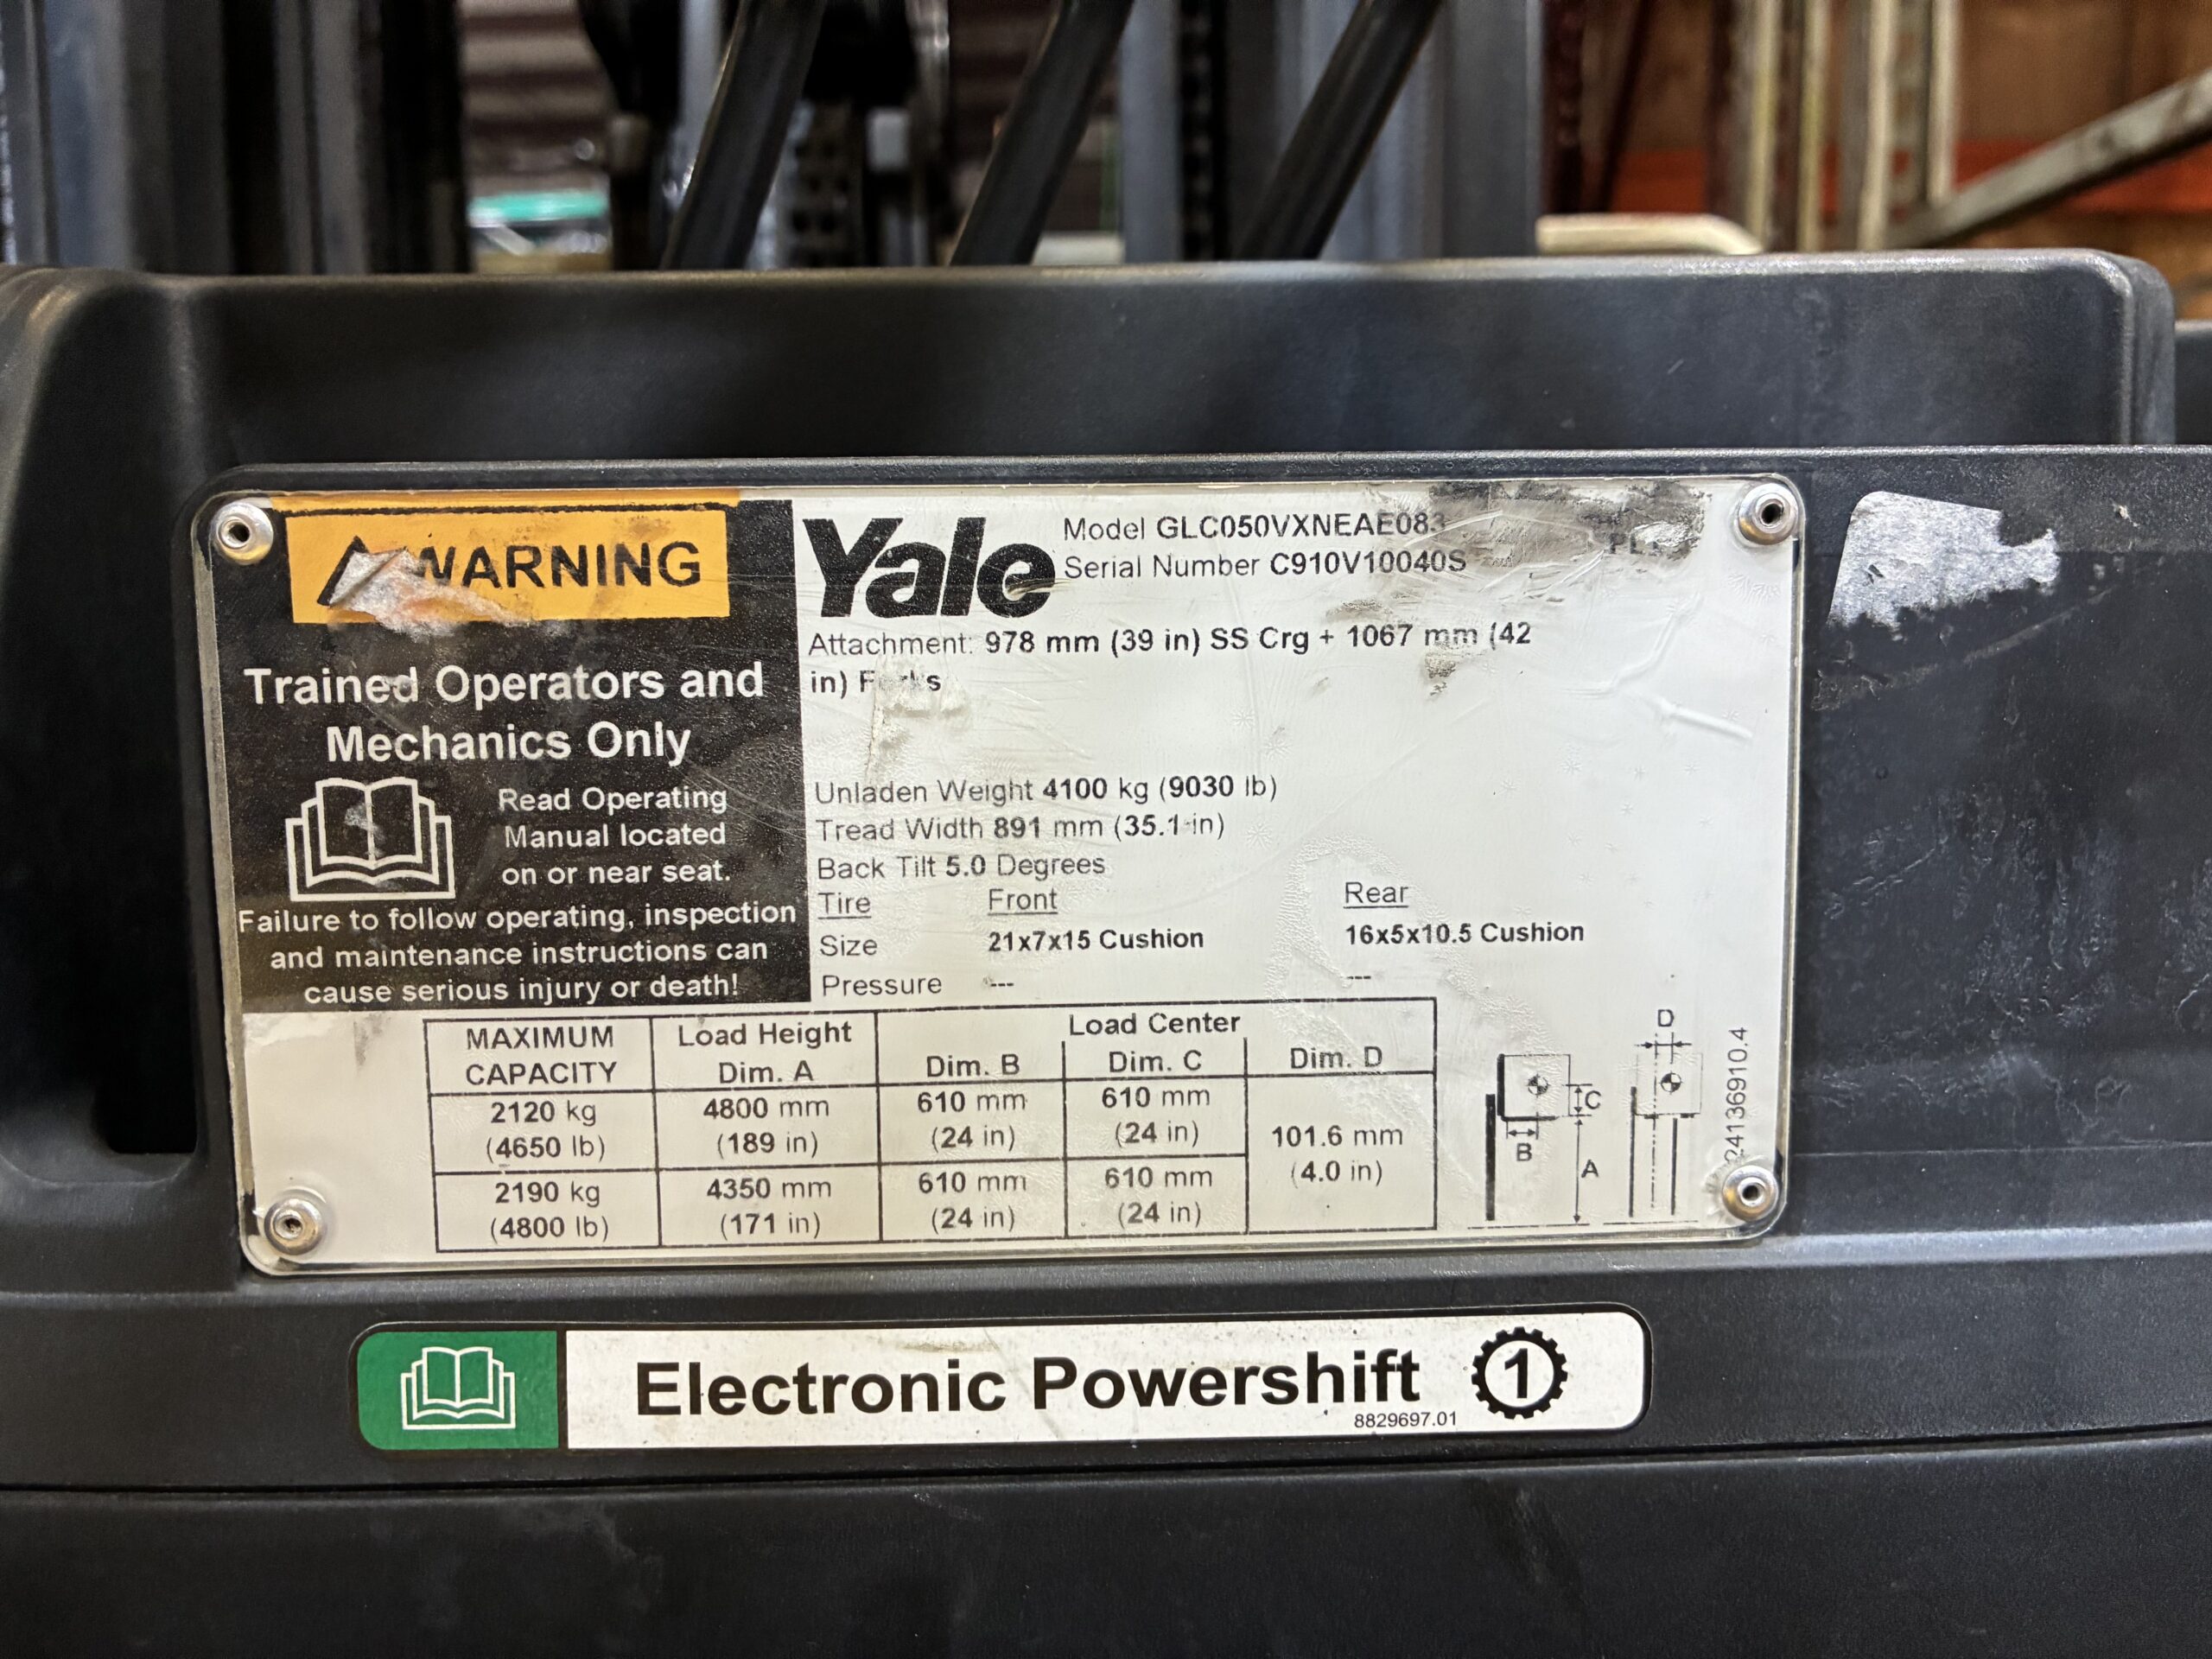 WARNING
Trained Operators and
Mechanics Only
Read Operating
Manual located
on or near seat.
Failure to follow operating, inspection
and maintenance instructions can
cause serious injury or death!
Yale
Model GLC050VXNEAE083
Serial Number C910V10040S
Attachment: 978 mm (39 in) SS Crg + 1067 mm (42
in) Forks
Unladen Weight 4100 kg (9030 lb)
Tread Width 891 mm (35.1 in)
Back Tilt 5.0 Degrees
Tire Front Rear
Size 21x7x15 Cushion 16x5x10.5 Cushion
Pressure --- ---
MAXIMUM CAPACITY Load Height Dim. A Load Center Dim. B Dim. C Dim. D
2120 kg 4800 mm 610 mm 610 mm
(4650 lb) (189 in) (24 in) (24 in)
101.6 mm
(4.0 in)
2190 kg 4350 mm 610 mm 610 mm
(4800 lb) (171 in) (24 in) (24 in)
D
C
B
A
24136910.4
Electronic Powershift 1
8829697.01